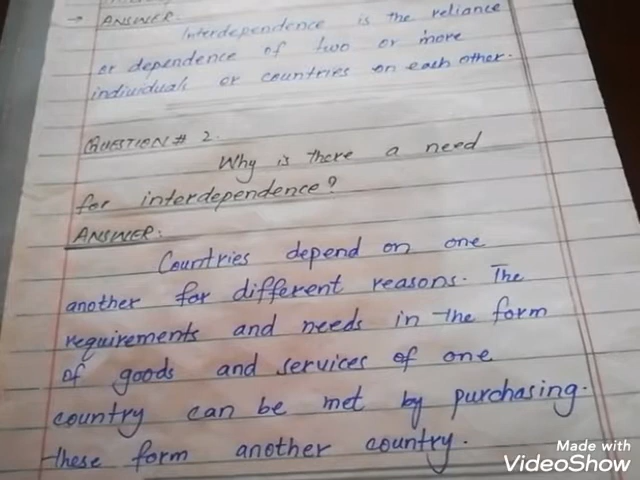 → ANSWER.
Interdependence is the reliance
or dependence of two or more
individuals or countries on each other.
QUESTION # 2.
Why is there a need
for interdependence?
ANSWER:
Countries depend on one
another for different reasons. The
requirements and needs in the form
of goods and services of one
country can be met by purchasing.
these form another country.
Made with
VideoShow